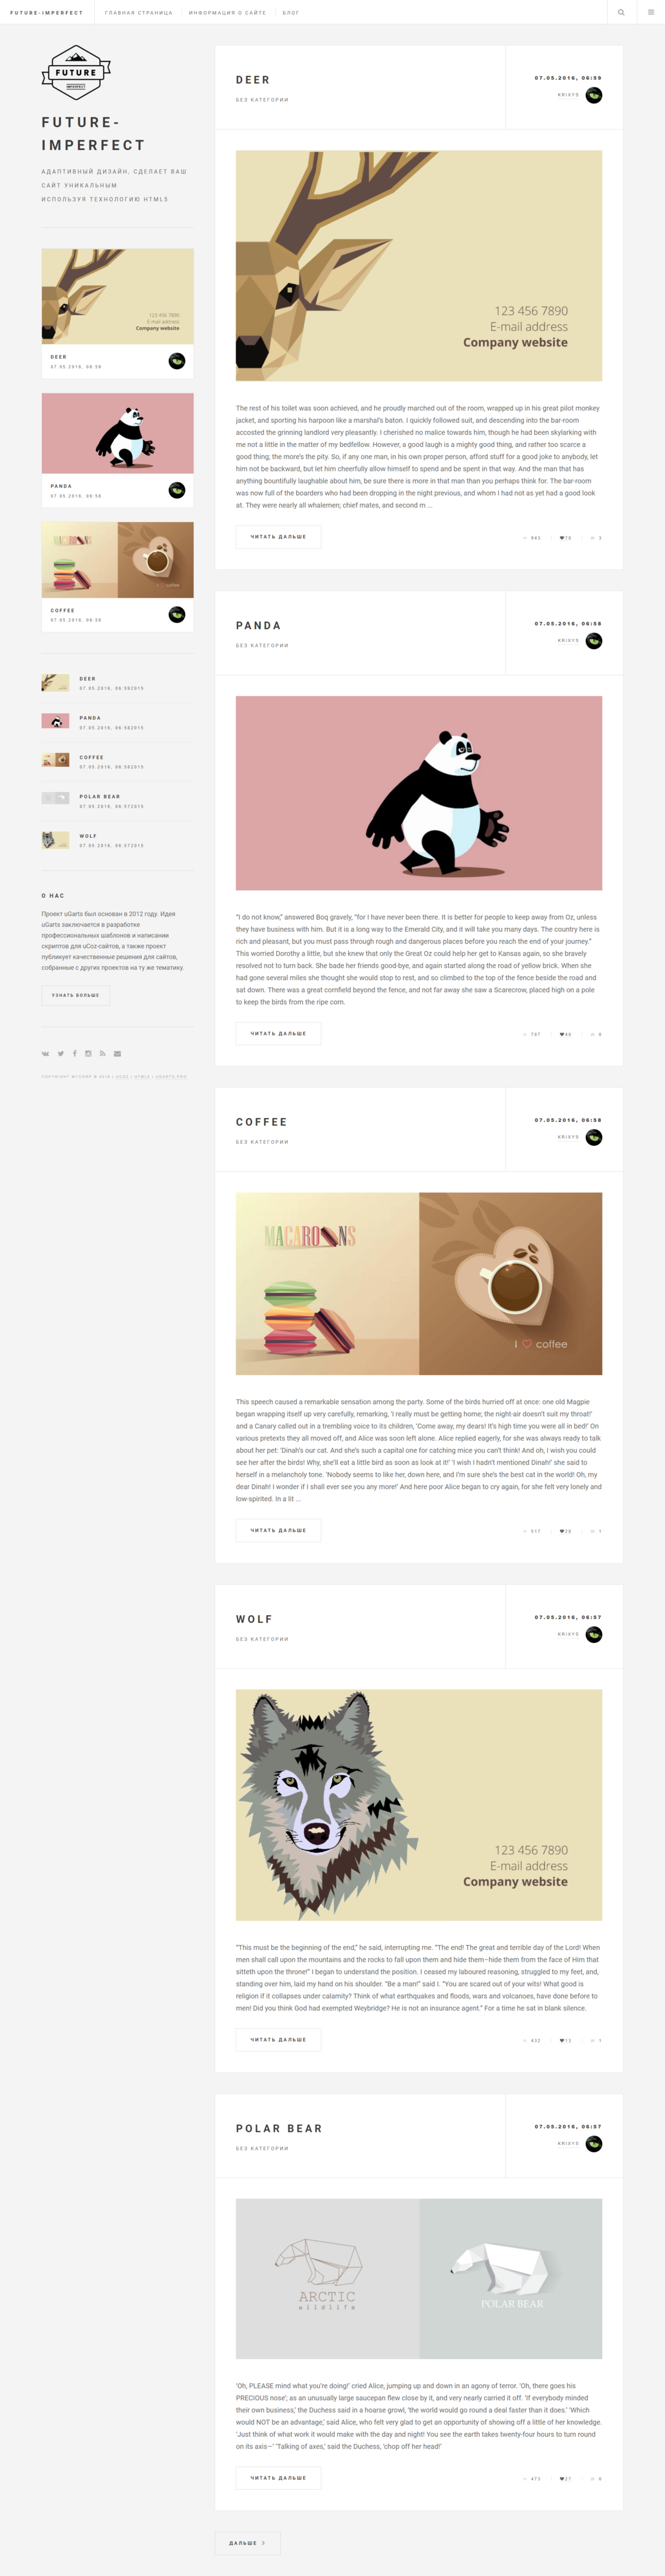 FUTURE-IMPERFECT
ГЛАВНАЯ СТРАНИЦА
ИНФОРМАЦИЯ О САЙТЕ
БЛОГ
FUTURE
IMPERFECT
FUTURE-
IMPERFECT
АДАПТИВНЫЙ ДИЗАЙН, СДЕЛАЕТ ВАШ
САЙТ УНИКАЛЬНЫМ
ИСПОЛЬЗУЯ ТЕХНОЛОГИЮ HTML5
123 456 7890
E-mail address
Company website
DEER
07.05.2016, 06:59
PANDA
07.05.2016, 06:58
MACAROONS
I coffee
COFFEE
07.05.2016, 06:58
DEER
07.05.2016, 06:592015
PANDA
07.05.2016, 06:582015
COFFEE
07.05.2016, 06:582015
POLAR BEAR
07.05.2016, 06:572015
WOLF
07.05.2016, 06:572015
О НАС
Проект uGarts был основан в 2012 году. Идея
uGarts заключается в разработке
профессиональных шаблонов и написании
скриптов для uCoz-сайтов, а также проект
публикует качественные решения для сайтов,
собранные с других проектов на ту же тематику.
УЗНАТЬ БОЛЬШЕ
COPYRIGHT MYCORP © 2016 | UCOZ | HTML5 | UGARTS.PRO
DEER
БЕЗ КАТЕГОРИИ
07.05.2016, 06:59
KRIXYS
123 456 7890
E-mail address
Company website
The rest of his toilet was soon achieved, and he proudly marched out of the room, wrapped up in his great pilot monkey
jacket, and sporting his harpoon like a marshal's baton. I quickly followed suit, and descending into the bar-room
accosted the grinning landlord very pleasantly. I cherished no malice towards him, though he had been skylarking with
me not a little in the matter of my bedfellow. However, a good laugh is a mighty good thing, and rather too scarce a
good thing; the more's the pity. So, if any one man, in his own proper person, afford stuff for a good joke to anybody, let
him not be backward, but let him cheerfully allow himself to spend and be spent in that way. And the man that has
anything bountifully laughable about him, be sure there is more in that man than you perhaps think for. The bar-room
was now full of the boarders who had been dropping in the night previous, and whom I had not as yet had a good look
at. They were nearly all whalemen; chief mates, and second m ...
ЧИТАТЬ ДАЛЬШЕ
943
70
3
PANDA
БЕЗ КАТЕГОРИИ
07.05.2016, 06:58
KRIXYS
"I do not know," answered Boq gravely, "for I have never been there. It is better for people to keep away from Oz, unless
they have business with him. But it is a long way to the Emerald City, and it will take you many days. The country here is
rich and pleasant, but you must pass through rough and dangerous places before you reach the end of your journey."
This worried Dorothy a little, but she knew that only the Great Oz could help her get to Kansas again, so she bravely
resolved not to turn back. She bade her friends good-bye, and again started along the road of yellow brick. When she
had gone several miles she thought she would stop to rest, and so climbed to the top of the fence beside the road and
sat down. There was a great cornfield beyond the fence, and not far away she saw a Scarecrow, placed high on a pole
to keep the birds from the ripe corn.
ЧИТАТЬ ДАЛЬШЕ
40
0
COFFEE
БЕЗ КАТЕГОРИИ
07.05.2016, 06:58
KRIXYS
MACAROONS
I coffee
This speech caused a remarkable sensation among the party. Some of the birds hurried off at once: one old Magpie
began wrapping itself up very carefully, remarking, 'I really must be getting home; the night-air doesn't suit my throat!'
and a Canary called out in a trembling voice to its children, 'Come away, my dears! It's high time you were all in bed!' On
various pretexts they all moved off, and Alice was soon left alone. Alice replied eagerly, for she was always ready to talk
about her pet: 'Dinah's our cat. And she's such a capital one for catching mice you can't think! And oh, I wish you could
see her after the birds! Why, she'll eat a little bird as soon as look at it!' 'I wish I hadn't mentioned Dinah!' she said to
herself in a melancholy tone. 'Nobody seems to like her, down here, and I'm sure she's the best cat in the world! Oh, my
dear Dinah! I wonder if I shall ever see you any more!' And here poor Alice began to cry again, for she felt very lonely and
low-spirited. In a lit ...
ЧИТАТЬ ДАЛЬШЕ
517
28
1
WOLF
БЕЗ КАТЕГОРИИ
07.05.2016, 06:57
KRIXYS
123 456 7890
E-mail address
Company website
"This must be the beginning of the end," he said, interrupting me. "The end! The great and terrible day of the Lord! When
men shall call upon the mountains and the rocks to fall upon them and hide them–hide them from the face of Him that
sitteth upon the throne!" I began to understand the position. I ceased my laboured reasoning, struggled to my feet, and,
standing over him, laid my hand on his shoulder. "Be a man!" said I. "You are scared out of your wits! What good is
religion if it collapses under calamity? Think of what earthquakes and floods, wars and volcanoes, have done before to
men! Did you think God had exempted Weybridge? He is not an insurance agent." For a time he sat in blank silence.
ЧИТАТЬ ДАЛЬШЕ
432
13
1
POLAR BEAR
БЕЗ КАТЕГОРИИ
07.05.2016, 06:57
KRIXYS
ARCTIC
wildlife
POLAR BEAR
'Oh, PLEASE mind what you're doing!' cried Alice, jumping up and down in an agony of terror. 'Oh, there goes his
PRECIOUS nose'; as an unusually large saucepan flew close by it, and very nearly carried it off. 'If everybody minded
their own business,' the Duchess said in a hoarse growl, 'the world would go round a deal faster than it does.' 'Which
would NOT be an advantage,' said Alice, who felt very glad to get an opportunity of showing off a little of her knowledge.
'Just think of what work it would make with the day and night! You see the earth takes twenty-four hours to turn round
on its axis–' 'Talking of axes,' said the Duchess, 'chop off her head!'
ЧИТАТЬ ДАЛЬШЕ
473
27
0
ДАЛЬШЕ